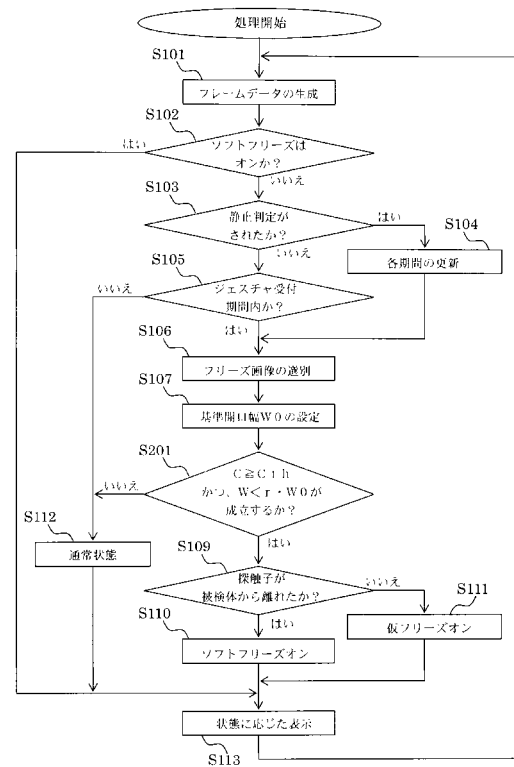 処理開始
S101
フレームデータの生成
S102
ソフトフリーズは
オンか？
はい
いいえ
S103
静止判定が
されたか？
はい
いいえ
S104
各期間の更新
S105
ジェスチャ受付
期間内か？
いいえ
はい
S106
フリーズ画像の選別
S107
基準開口幅W０の設定
S201
C≧Cｔｈ
かつ、W＜ｒ・W０が
成立するか？
いいえ
はい
S112
通常状態
S109
探触子が
被検体から離れたか？
いいえ
はい
S111
仮フリーズオン
S110
ソフトフリーズオン
状態に応じた表示
S113